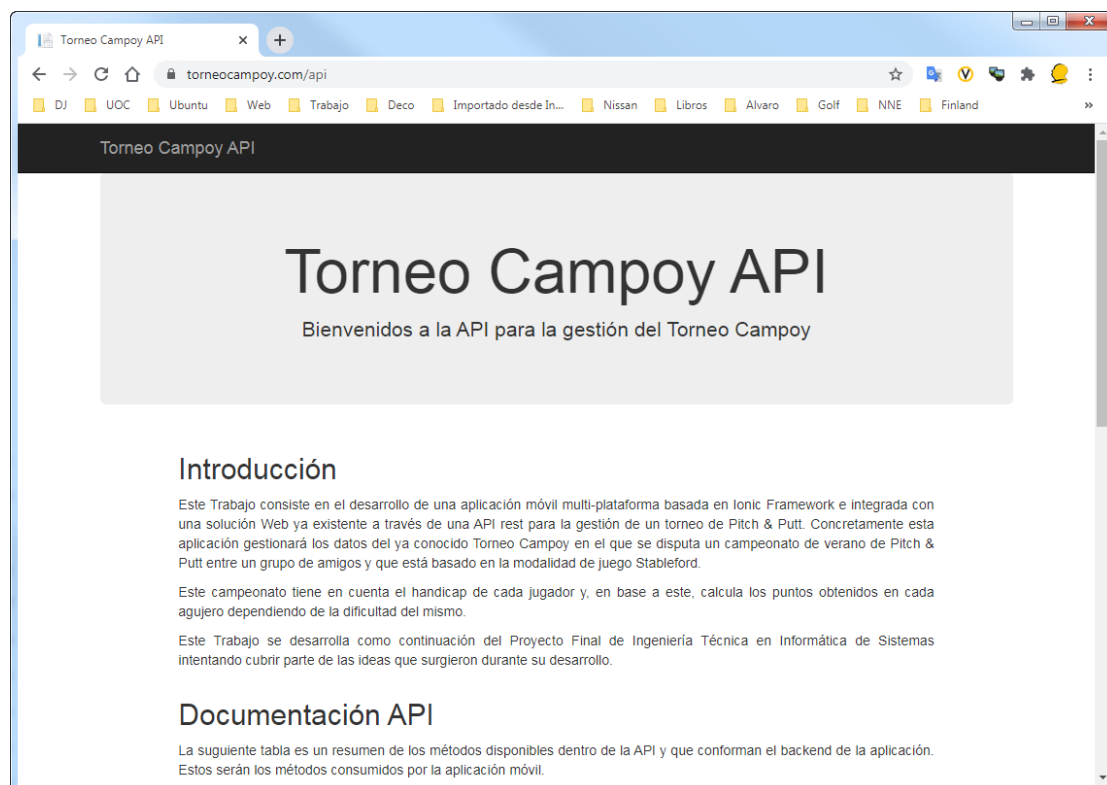 Torneo Campoy API
torneocampoy.com/api
DJ UOC Ubuntu Web Trabajo Deco Importado desde In... Nissan Libros Alvaro Golf NNE Finland »
Torneo Campoy API
Torneo Campoy API
Bienvenidos a la API para la gestión del Torneo Campoy
Introducción
Este Trabajo consiste en el desarrollo de una aplicación móvil multi-plataforma basada en Ionic Framework e integrada con
una solución Web ya existente a través de una API rest para la gestión de un torneo de Pitch & Putt. Concretamente esta
aplicación gestionará los datos del ya conocido Torneo Campoy en el que se disputa un campeonato de verano de Pitch &
Putt entre un grupo de amigos y que está basado en la modalidad de juego Stableford.
Este campeonato tiene en cuenta el handicap de cada jugador y, en base a este, calcula los puntos obtenidos en cada
agujero dependiendo de la dificultad del mismo.
Este Trabajo se desarrolla como continuación del Proyecto Final de Ingeniería Técnica en Informática de Sistemas
intentando cubrir parte de las ideas que surgieron durante su desarrollo.
Documentación API
La suguiente tabla es un resumen de los métodos disponibles dentro de la API y que conforman el backend de la aplicación.
Estos serán los métodos consumidos por la aplicación móvil.